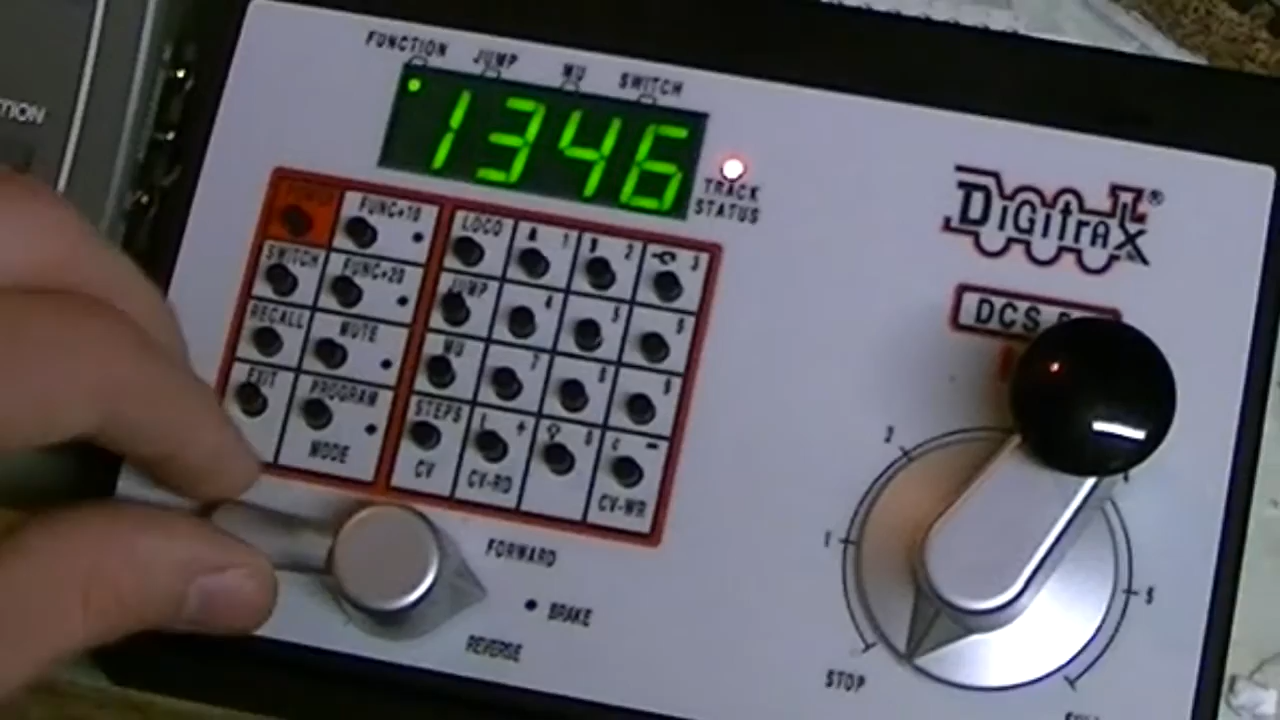 TION
FUNCTION JUMP MU SWITCH
1346
TRACK
STATUS
DIGITRAX®
DCS
FUNC+10
LOCO 1 2 3
SWITCH FUNC+20
JUMP 4 5 6
RECALL MUTE
MU 7 8 9
EXIT PROGRAM
MODE
STEPS + 0 -
CV CV-RD CV-WR
FORWARD
BRAKE
REVERSE
STOP 1 2 5